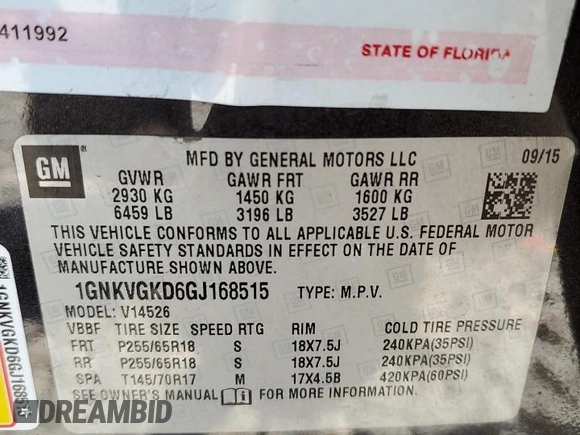 411992
STATE OF FLORIDA
GM
MFD BY GENERAL MOTORS LLC
09/15
GVWR GAWR FRT GAWR RR
2930 KG 1450 KG 1600 KG
6459 LB 3196 LB 3527 LB
THIS VEHICLE CONFORMS TO ALL APPLICABLE U.S. FEDERAL MOTOR
VEHICLE SAFETY STANDARDS IN EFFECT ON THE DATE OF
MANUFACTURE SHOWN ABOVE.
1GNKVGKD6GJ168515 TYPE: M.P.V.
MODEL: V14526
VBBF TIRE SIZE SPEED RTG RIM COLD TIRE PRESSURE
FRT P255/65R18 S 18X7.5J 240KPA(35PSI)
RR P255/65R18 S 18X7.5J 240KPA(35PSI)
SPA T145/70R17 M 17X4.5B 420KPA(60PSI)
SEE OWNER'S MANUAL FOR MORE INFORMATION
1GNKVGKD6GJ1685
DREAMBID